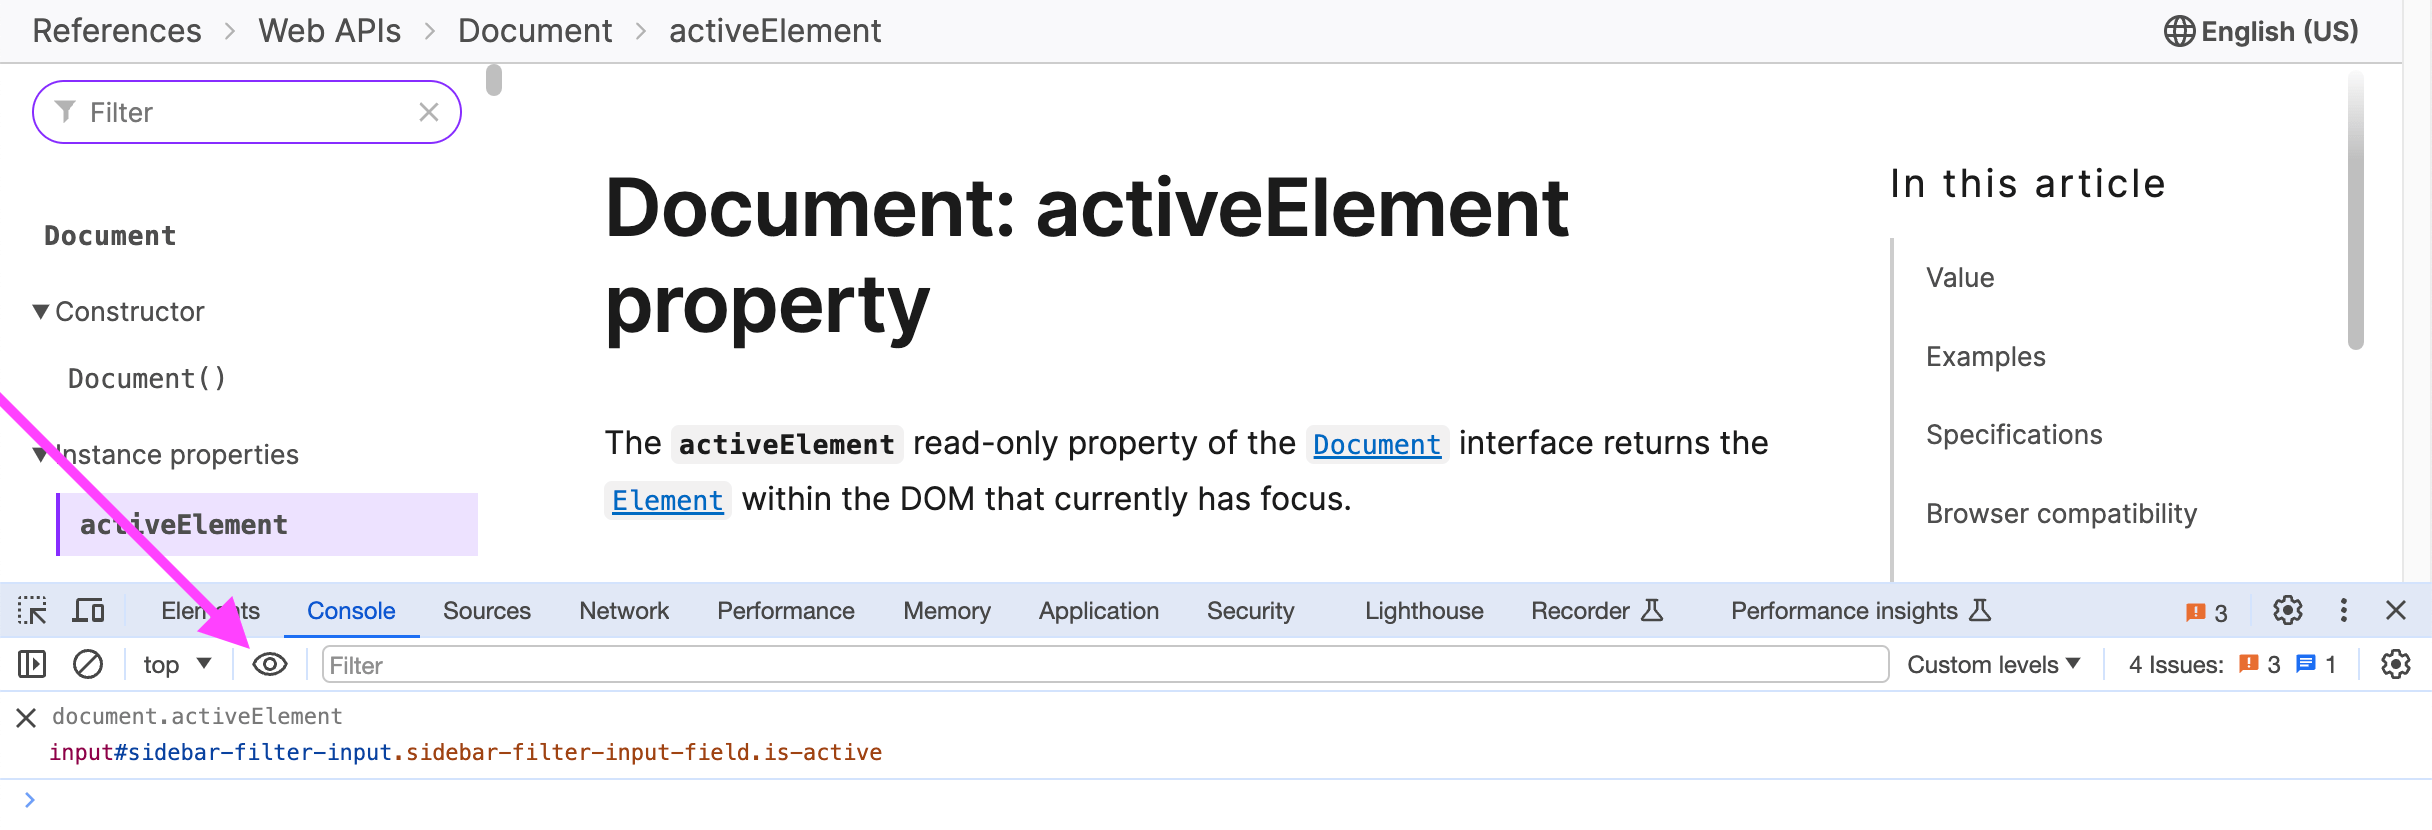 References > Web APIs > Document > activeElement
English (US)
Filter
Document
Constructor
Document()
Instance properties
activeElement
Document: activeElement
property
The activeElement read-only property of the Document interface returns the
Element within the DOM that currently has focus.
In this article
Value
Examples
Specifications
Browser compatibility
Elements Console Sources Network Performance Memory Application Security Lighthouse Recorder Performance insights 3
top Filter Custom levels 4 Issues: 3 1
document.activeElement
input#sidebar-filter-input.sidebar-filter-input-field.is-active
>